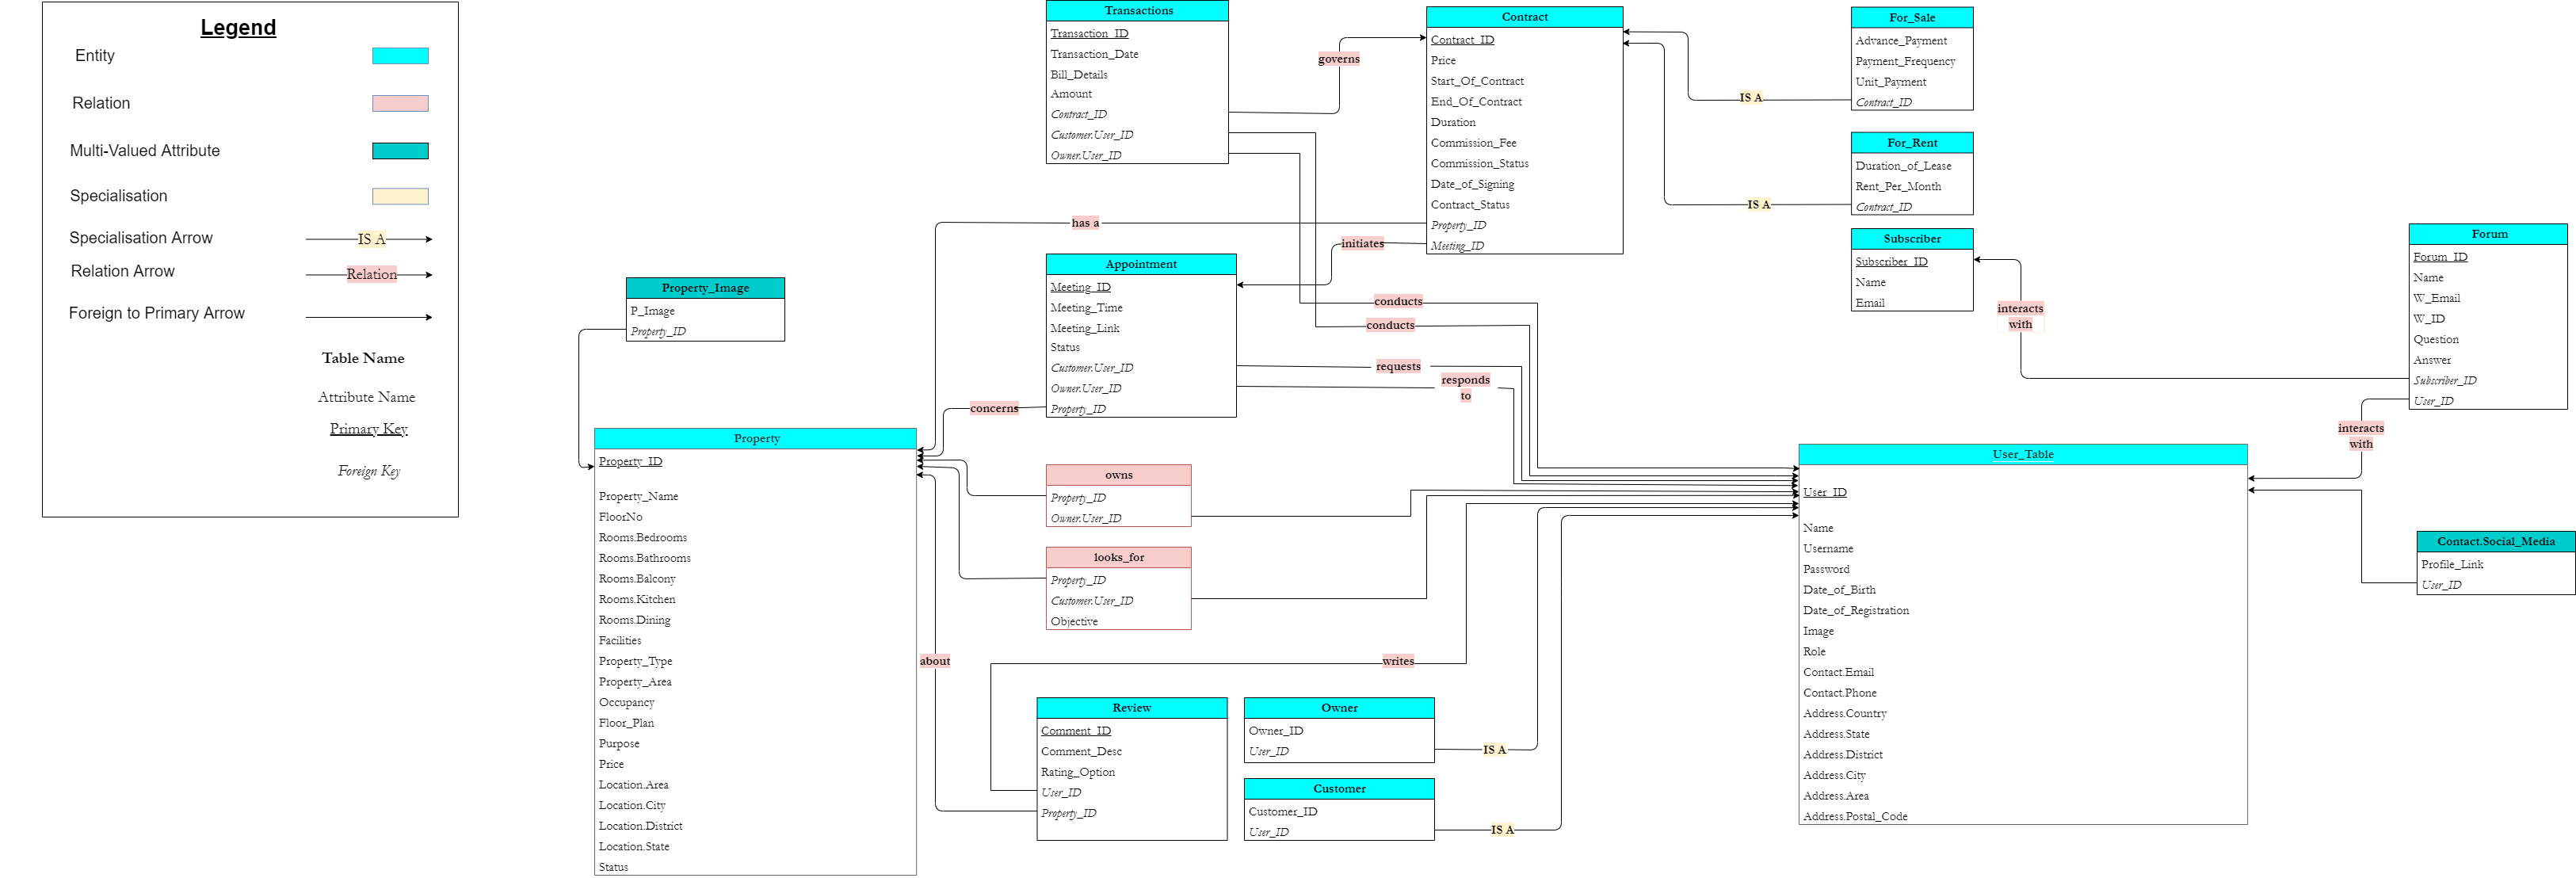 Legend
Entity
Relation
Multi-Valued Attribute
Specialisation
Specialisation Arrow
IS A
Relation Arrow
Relation
Foreign to Primary Arrow
Table Name
Attribute Name
Primary Key
Foreign Key
Property_Image
P_Image
Property_ID
Property
Property_ID
Property_Name
FloorNo
Rooms.Bedrooms
Rooms.Bathrooms
Rooms.Balcony
Rooms.Kitchen
Rooms.Dining
Facilities
Property_Type
Property_Area
Occupancy
Floor_Plan
Purpose
Price
Location.Area
Location.City
Location.District
Location.State
Status
Transactions
Transaction_ID
Transaction_Date
Bill_Details
Amount
Contract_ID
Customer.User_ID
Owner.User_ID
governs
has a
initiates
Appointment
Meeting_ID
Meeting_Time
Meeting_Link
Status
Customer.User_ID
Owner.User_ID
Property_ID
concerns
conducts
conducts
requests
responds
to
owns
Property_ID
Owner.User_ID
looks_for
Property_ID
Customer.User_ID
Objective
about
writes
Review
Comment_ID
Comment_Desc
Rating_Option
User_ID
Property_ID
Owner
Owner_ID
User_ID
IS A
Customer
Customer_ID
User_ID
IS A
Contract
Contract_ID
Price
Start_Of_Contract
End_Of_Contract
Duration
Commission_Fee
Commission_Status
Date_of_Signing
Contract_Status
Property_ID
Meeting_ID
IS A
IS A
For_Sale
Advance_Payment
Payment_Frequency
Unit_Payment
Contract_ID
For_Rent
Duration_of_Lease
Rent_Per_Month
Contract_ID
Subscriber
Subscriber_ID
Name
Email
interacts
with
Forum
Forum_ID
Name
W_Email
W_ID
Question
Answer
Subscriber_ID
User_ID
interacts
with
User_Table
User_ID
Name
Username
Password
Date_of_Birth
Date_of_Registration
Image
Role
Contact.Email
Contact.Phone
Address.Country
Address.State
Address.District
Address.City
Address.Area
Address.Postal_Code
Contact.Social_Media
Profile_Link
User_ID